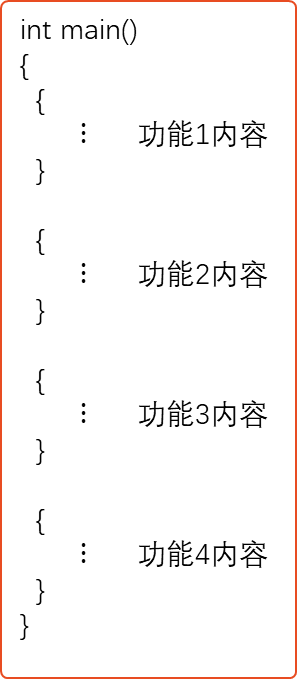 int main()
{
{
⋮ 功能1内容
}
{
⋮ 功能2内容
}
{
⋮ 功能3内容
}
{
⋮ 功能4内容
}
}